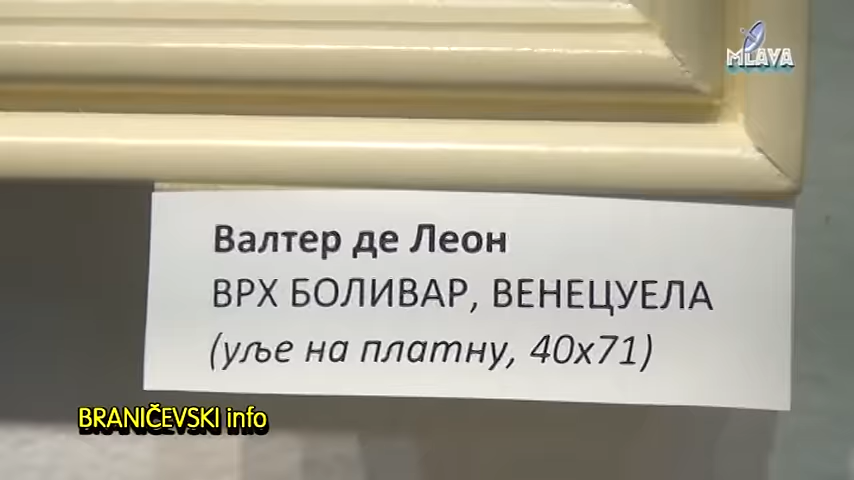 MLAVA
Валтер де Леон
ВРХ БОЛИВАР, ВЕНЕЦУЕЛА
(уље на платну, 40x71)
BRANIČEVSKI info